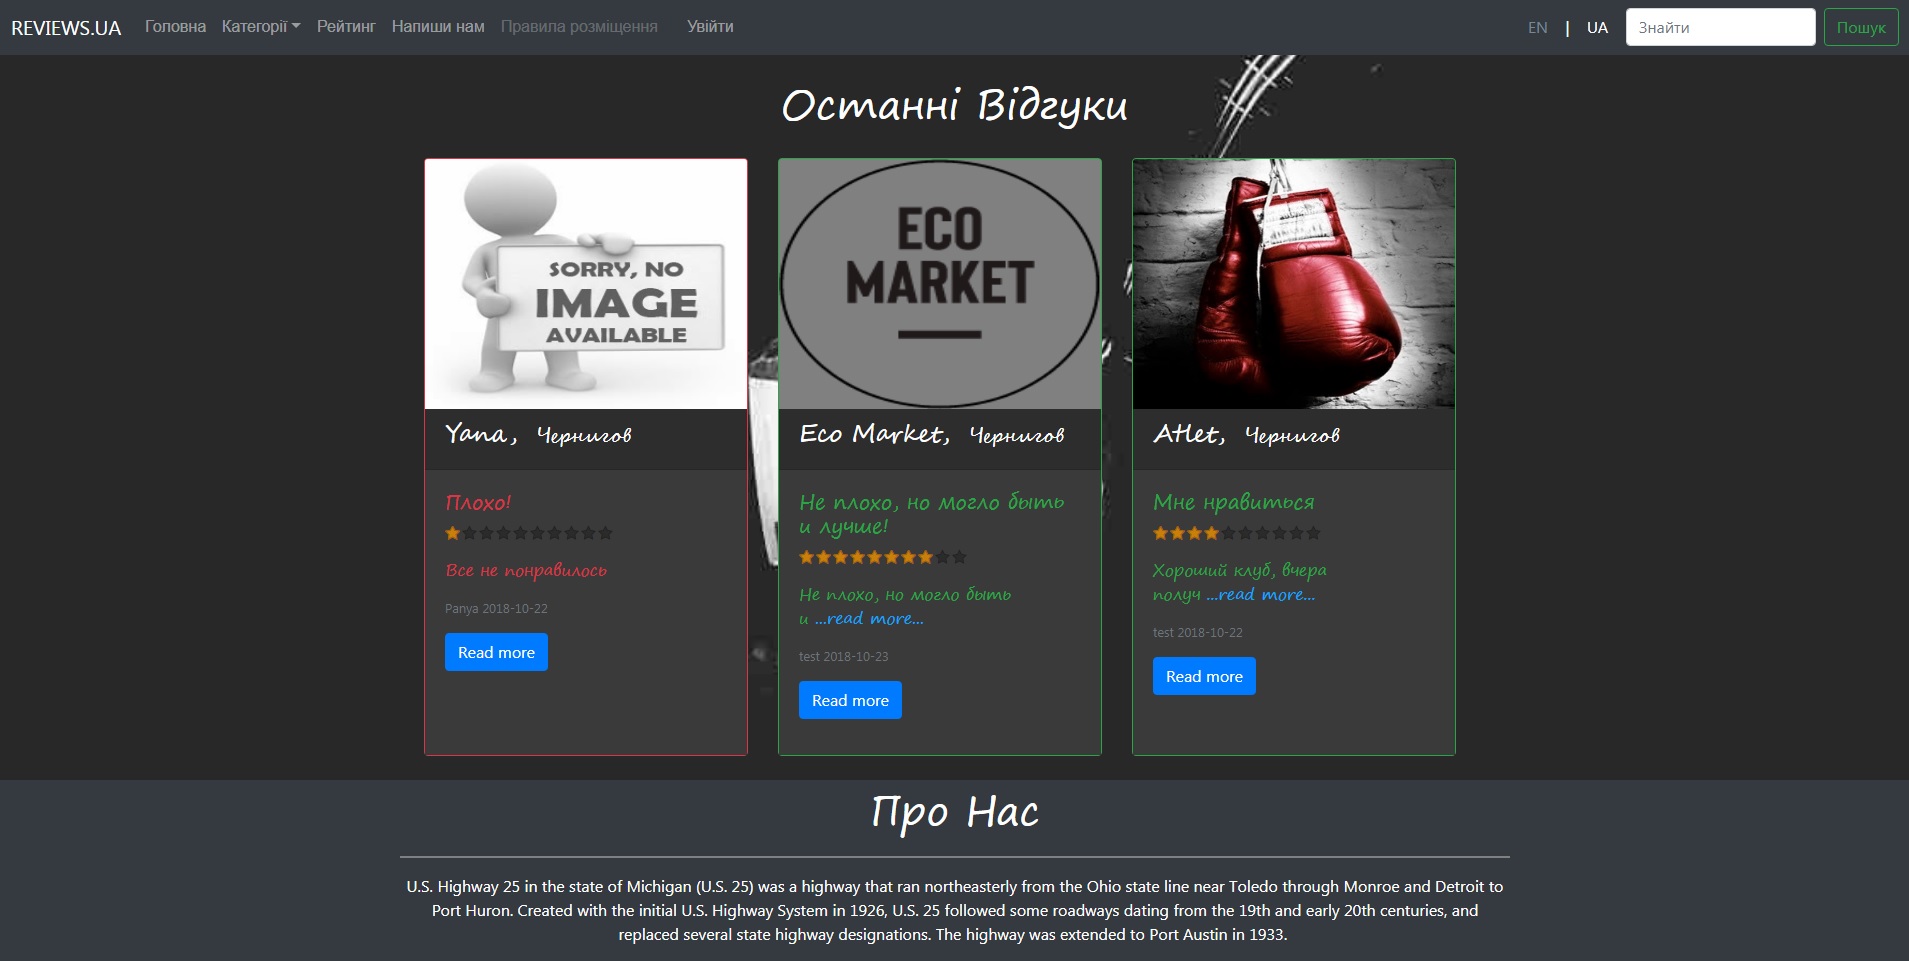 REVIEWS.UA Головна Категорії Рейтинг Напиши нам Правила розміщення Увійти EN | UA Знайти Пошук
Останні Відгуки
SORRY, NO
IMAGE
AVAILABLE
Yana, Чернигов
Плохо!
Все не понравилось
Panya 2018-10-22
Read more
ECO
MARKET
Eco Market, Чернигов
Не плохо, но могло быть
и лучше!
Не плохо, но могло быть
и ...read more...
test 2018-10-23
Read more
Atlet, Чернигов
Мне нравиться
Хороший клуб, вчера
получ ...read more...
test 2018-10-22
Read more
Про Нас
U.S. Highway 25 in the state of Michigan (U.S. 25) was a highway that ran northeasterly from the Ohio state line near Toledo through Monroe and Detroit to
Port Huron. Created with the initial U.S. Highway System in 1926, U.S. 25 followed some roadways dating from the 19th and early 20th centuries, and
replaced several state highway designations. The highway was extended to Port Austin in 1933.